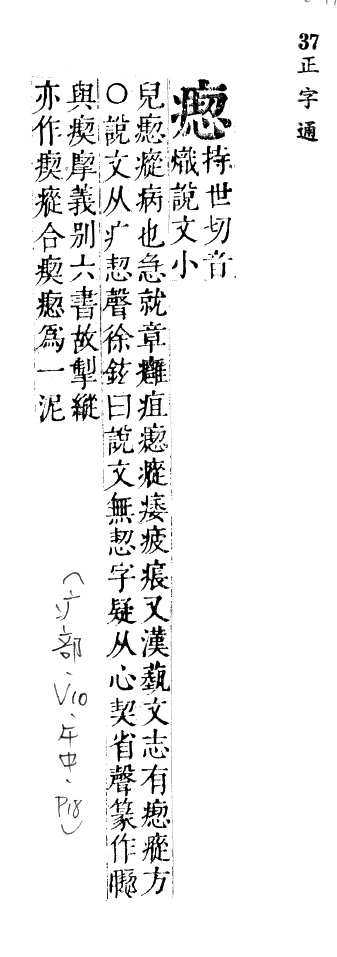 37正字通
瘛持世切音
熾說文小
兒瘛瘲病也急就章癰疽瘛瘲痿疲痕又漢藝文志有瘛瘲方
○說文从疒恝聲徐鉉曰說文無恝字疑从心契省聲篆作
與瘈摩義别六書故掣縱
亦作瘈瘲合瘈瘛爲一泥
(疒部、V10、午中、P18)